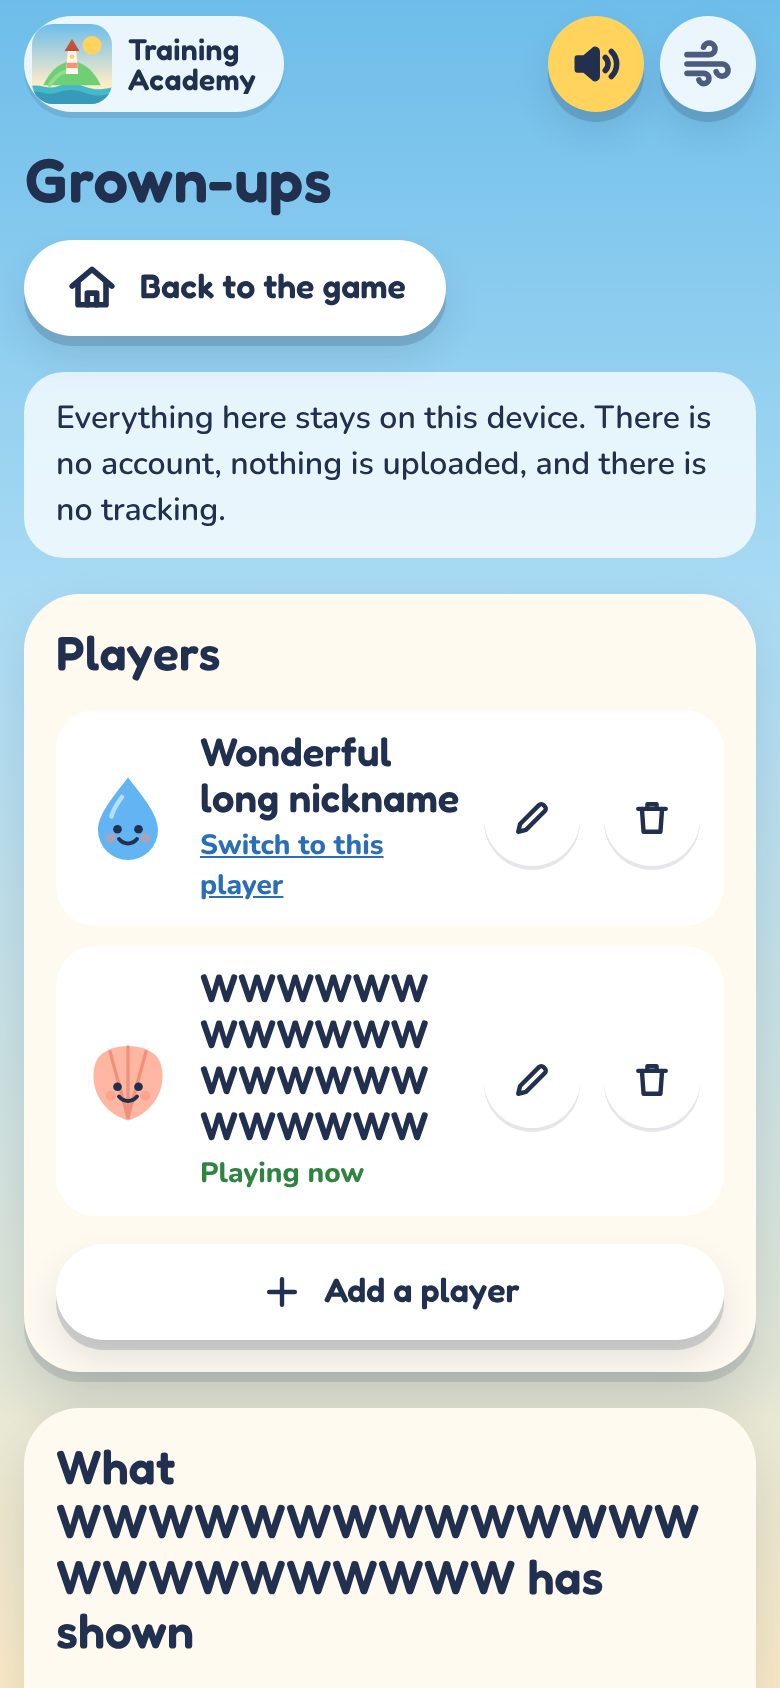 Training
Academy
Grown-ups
Back to the game
Everything here stays on this device. There is
no account, nothing is uploaded, and there is
no tracking.
Players
Wonderful
long nickname
Switch to this
player
WWWWWW
WWWWWW
WWWWWW
WWWWWW
Playing now
Add a player
What
WWWWWWWWWWWWWW
WWWWWWWWWW has
shown